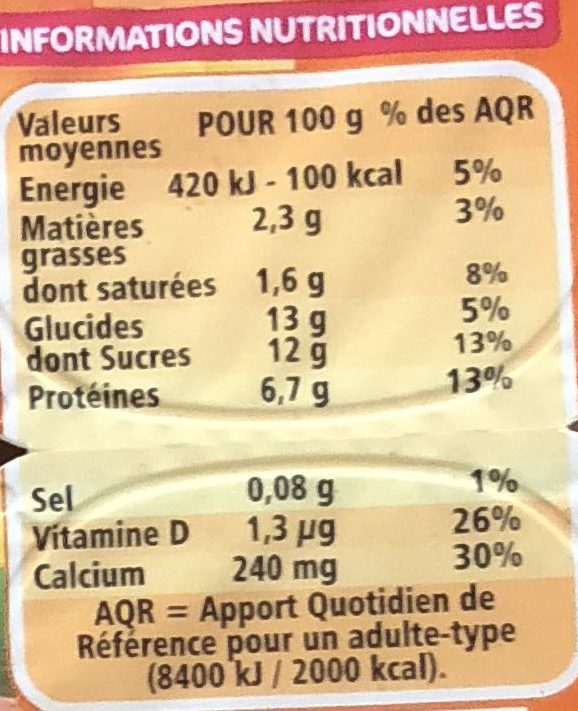 INFORMATIONS NUTRITIONNELLES
Valeurs moyennes POUR 100 g % des AQR
Energie 420 kJ - 100 kcal 5%
Matières grasses 2,3 g 3%
dont saturées 1,6 g 8%
Glucides 13 g 5%
dont Sucres 12 g 13%
Protéines 6,7 g 13%
Sel 0,08 g 1%
Vitamine D 1,3 µg 26%
Calcium 240 mg 30%
AQR = Apport Quotidien de
Référence pour un adulte-type
(8400 kJ / 2000 kcal).